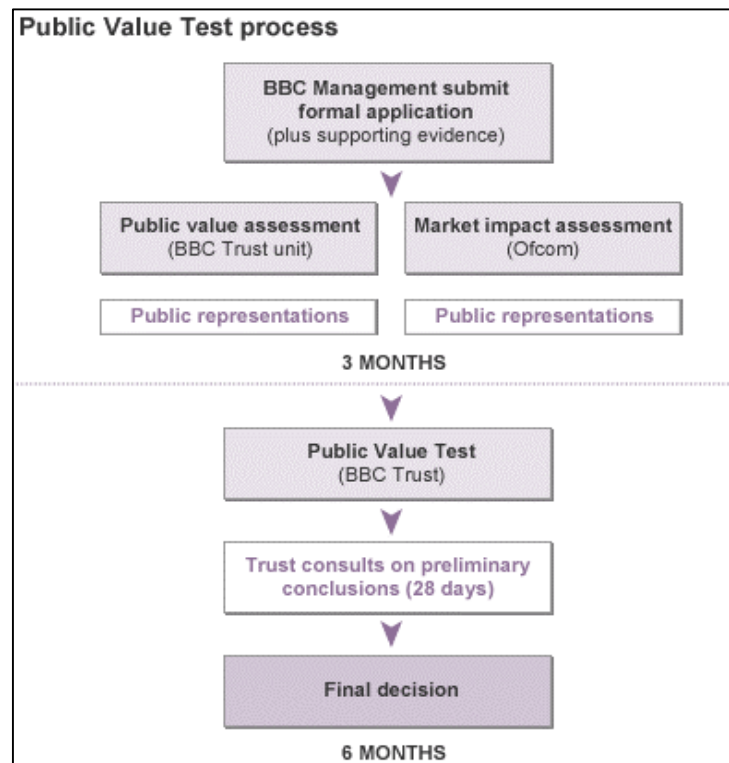 Public Value Test process
BBC Management submit
formal application
(plus supporting evidence)
Public value assessment
(BBC Trust unit)
Market impact assessment
(Ofcom)
Public representations
Public representations
3 MONTHS
Public Value Test
(BBC Trust)
Trust consults on preliminary
conclusions (28 days)
Final decision
6 MONTHS